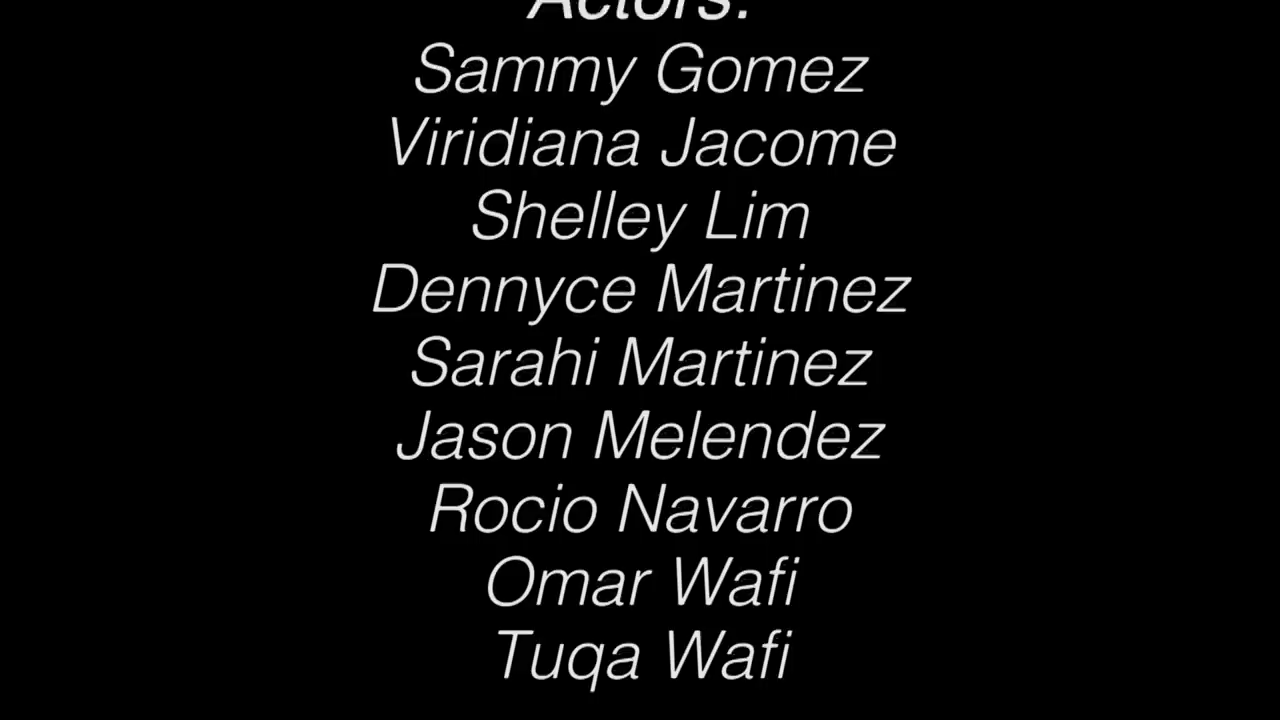 Actors:
Sammy Gomez
Viridiana Jacome
Shelley Lim
Dennyce Martinez
Sarahi Martinez
Jason Melendez
Rocio Navarro
Omar Wafi
Tuqa Wafi